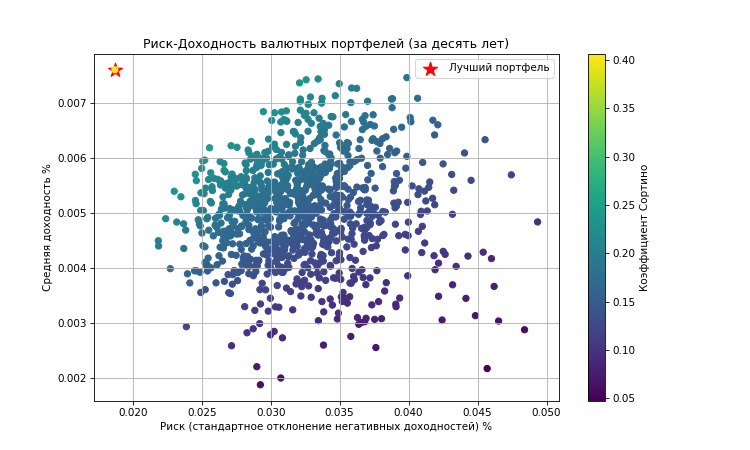 Риск-Доходность валютных портфелей (за десять лет)
Лучший портфель
0.007
0.006
0.005
0.004
0.003
0.002
Средняя доходность %
0.020 0.025 0.030 0.035 0.040 0.045 0.050
Риск (стандартное отклонение негативных доходностей) %
0.40
0.35
0.30
0.25
0.20
0.15
0.10
0.05
Коэффициент Сортино